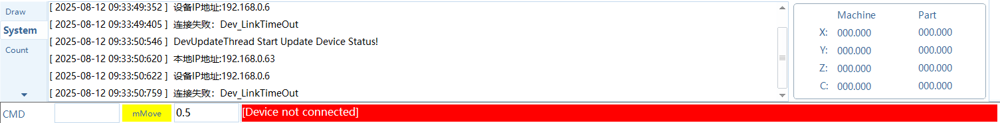 Draw
System
Count
[ 2025-08-12 09:33:49:352 ] 设备IP地址:192.168.0.6
[ 2025-08-12 09:33:49:405 ] 连接失败：Dev_LinkTimeOut
[ 2025-08-12 09:33:50:546 ] DevUpdateThread Start Update Device Status!
[ 2025-08-12 09:33:50:620 ] 本地IP地址:192.168.0.63
[ 2025-08-12 09:33:50:622 ] 设备IP地址:192.168.0.6
[ 2025-08-12 09:33:50:759 ] 连接失败：Dev_LinkTimeOut
Machine Part
X: 000.000 000.000
Y: 000.000 000.000
Z: 000.000 000.000
C: 000.000 000.000
CMD mMove 0.5 [Device not connected]